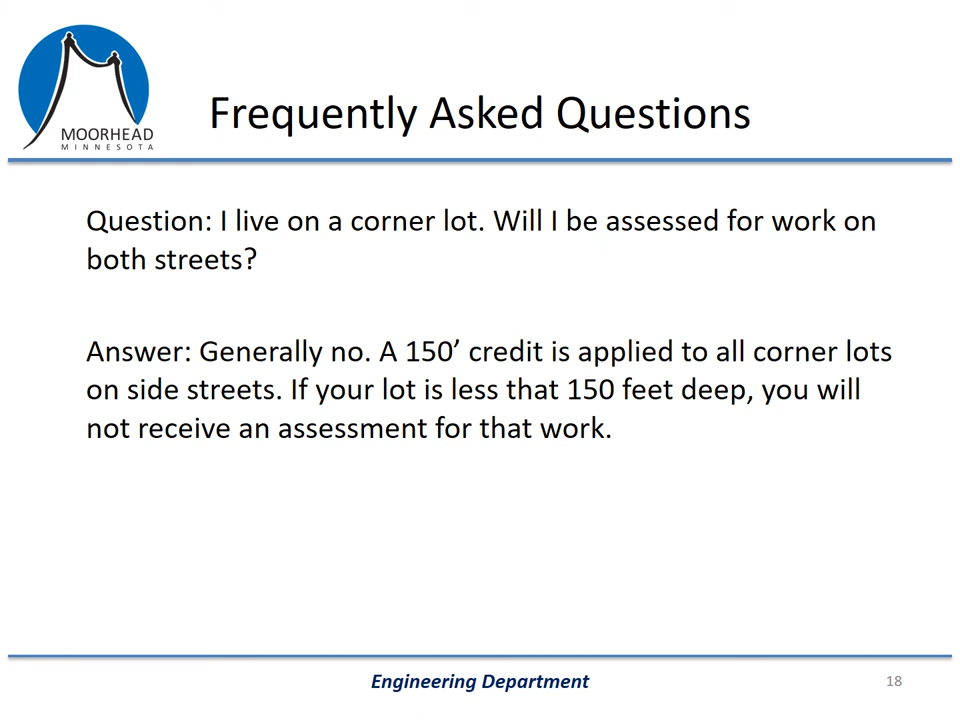 MOORHEAD
MINNESOTA
Frequently Asked Questions
Question: I live on a corner lot. Will I be assessed for work on
both streets?
Answer: Generally no. A 150’ credit is applied to all corner lots
on side streets. If your lot is less that 150 feet deep, you will
not receive an assessment for that work.
Engineering Department
18